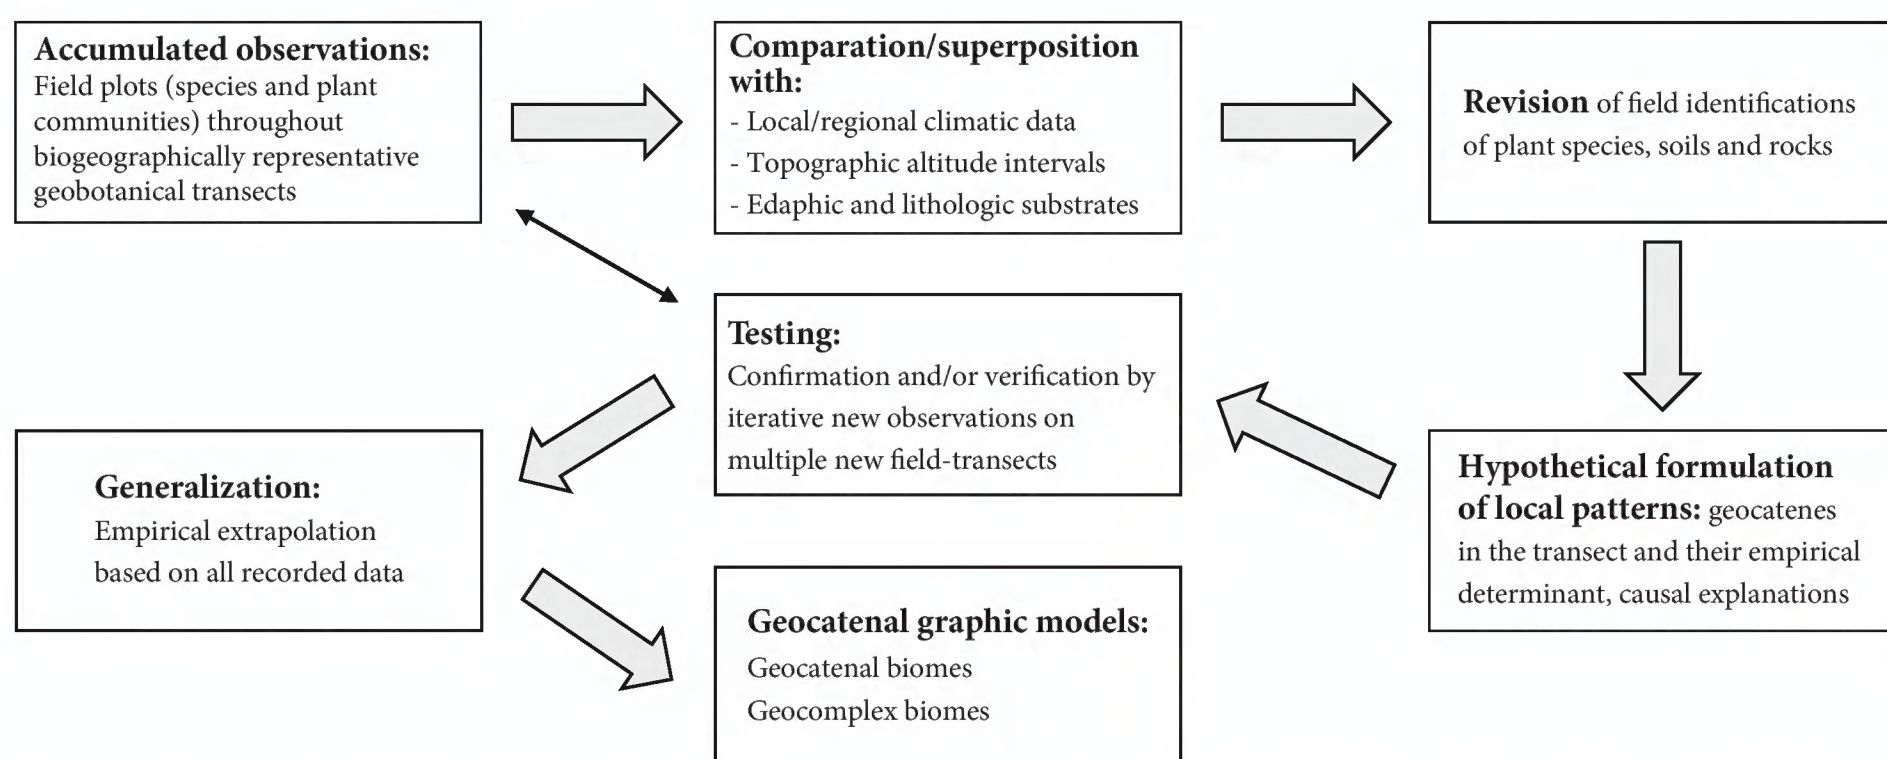 Accumulated observations:
Field plots (species and plant
communities) throughout
biogeographically representative
geobotanical transects
Comparation/superposition
with:
- Local/regional climatic data
- Topographic altitude intervals
- Edaphic and lithologic substrates
Revision of field identifications
of plant species, soils and rocks
Hypothetical formulation
of local patterns: geocatenes
in the transect and their empirical
determinant, causal explanations
Testing:
Confirmation and/or verification by
iterative new observations on
multiple new field-transects
Generalization:
Empirical extrapolation
based on all recorded data
Geocatenal graphic models:
Geocatenal biomes
Geocomplex biomes